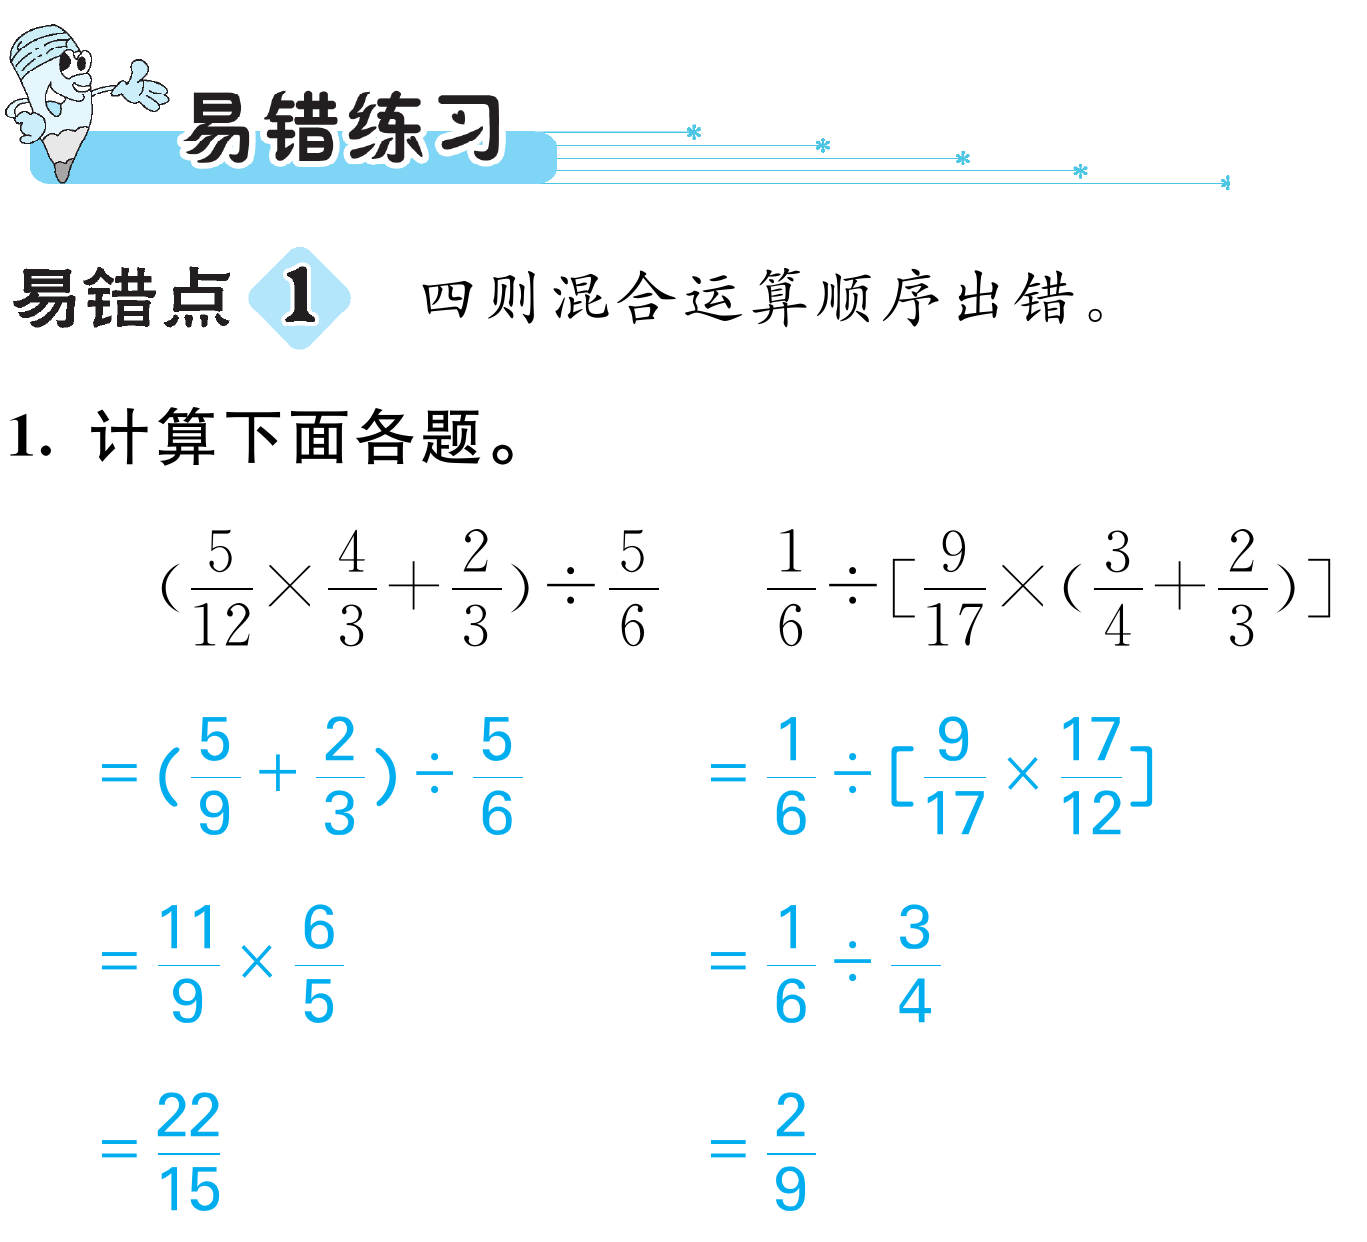 易错练习
易错点 1 四则混合运算顺序出错。
1. 计算下面各题。
(5/12×4/3+2/3)÷5/6 1/6÷[9/17×(3/4+2/3)]
=(5/9+2/3)÷5/6 =1/6÷[9/17×17/12]
=11/9×6/5 =1/6÷3/4
=22/15 =2/9